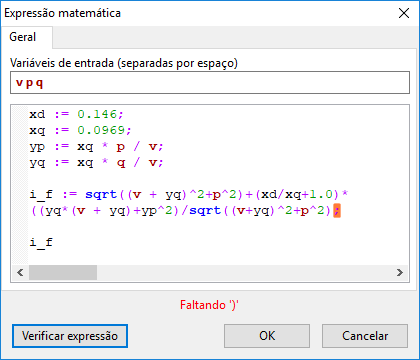 Expressão matemática
Geral
Variáveis de entrada (separadas por espaço)
v p q
xd := 0.146;
xq := 0.0969;
yp := xq * p / v;
yq := xq * q / v;
i_f := sqrt((v + yq)^2+p^2)+(xd/xq+1.0)*
((yq*(v + yq)+yp^2)/sqrt((v+yq)^2+p^2);
i_f
Faltando ')'
Verificar expressão OK Cancelar